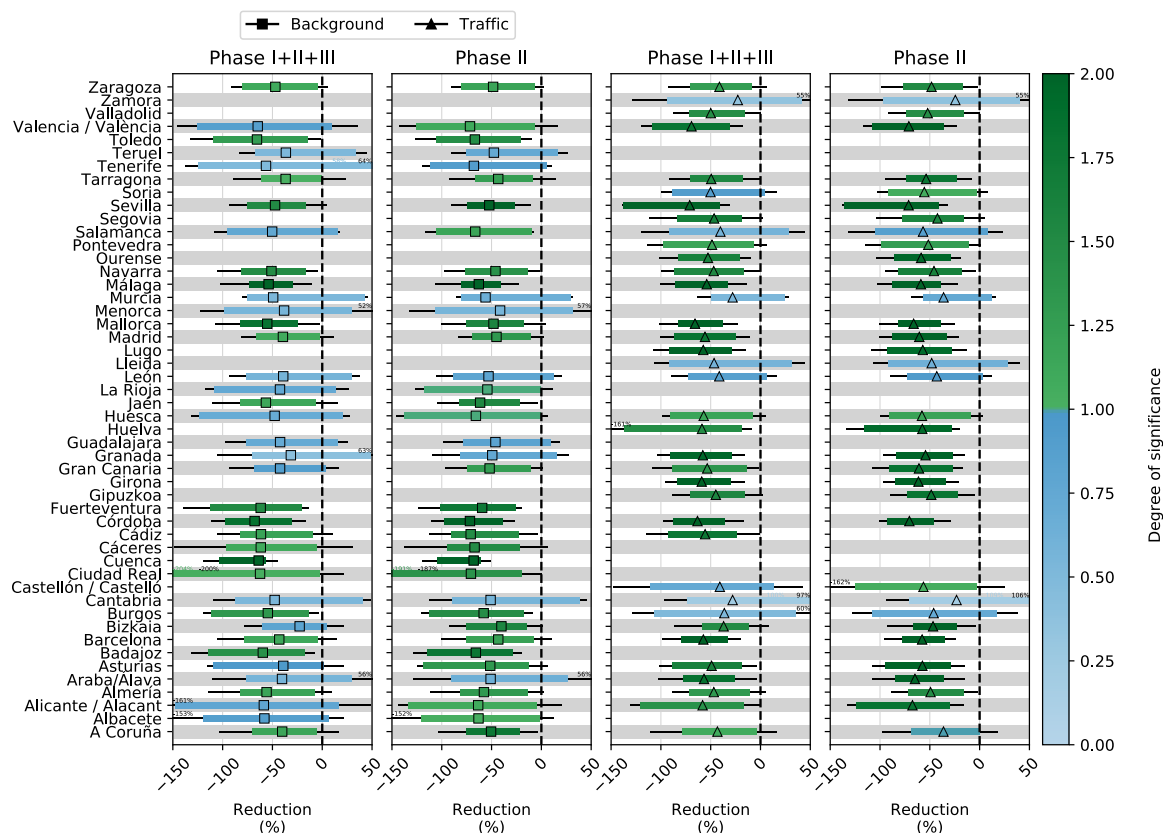 Background Traffic
Phase I+II+III Phase II Phase I+II+III Phase II
Zaragoza
Zamora 55% 55%
Valladolid
Valencia / València
Toledo
Teruel
Tenerife 64%
Tarragona
Soria
Sevilla
Segovia
Salamanca
Pontevedra
Ourense
Navarra
Málaga
Murcia
Menorca 52% 57%
Mallorca
Madrid
Lugo
Lleida
León
La Rioja
Jaén
Huesca
Huelva -161%
Guadalajara
Granada 63%
Gran Canaria
Girona
Gipuzkoa
Fuerteventura
Córdoba
Cádiz
Cáceres
Cuenca
Ciudad Real -204% -200% -191% -187%
Castellón / Castelló -162%
Cantabria 97% 106%
Burgos 60%
Bizkaia
Barcelona
Badajoz
Asturias
Araba/Alava 56% 56%
Almería
Alicante / Alacant -161%
Albacete -153% -152%
A Coruña
−150 −100 −50 0 50 −150 −100 −50 0 50 −150 −100 −50 0 50 −150 −100 −50 0 50
Reduction Reduction Reduction Reduction
(%) (%) (%) (%)
2.00
1.75
1.50
1.25
1.00
0.75
0.50
0.25
0.00
Degree of significance